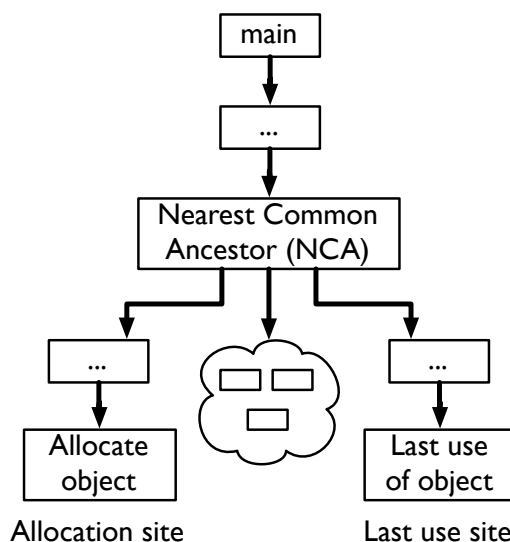 main
...
Nearest Common
Ancestor (NCA)
...
...
Allocate
object
Last use
of object
Allocation site
Last use site